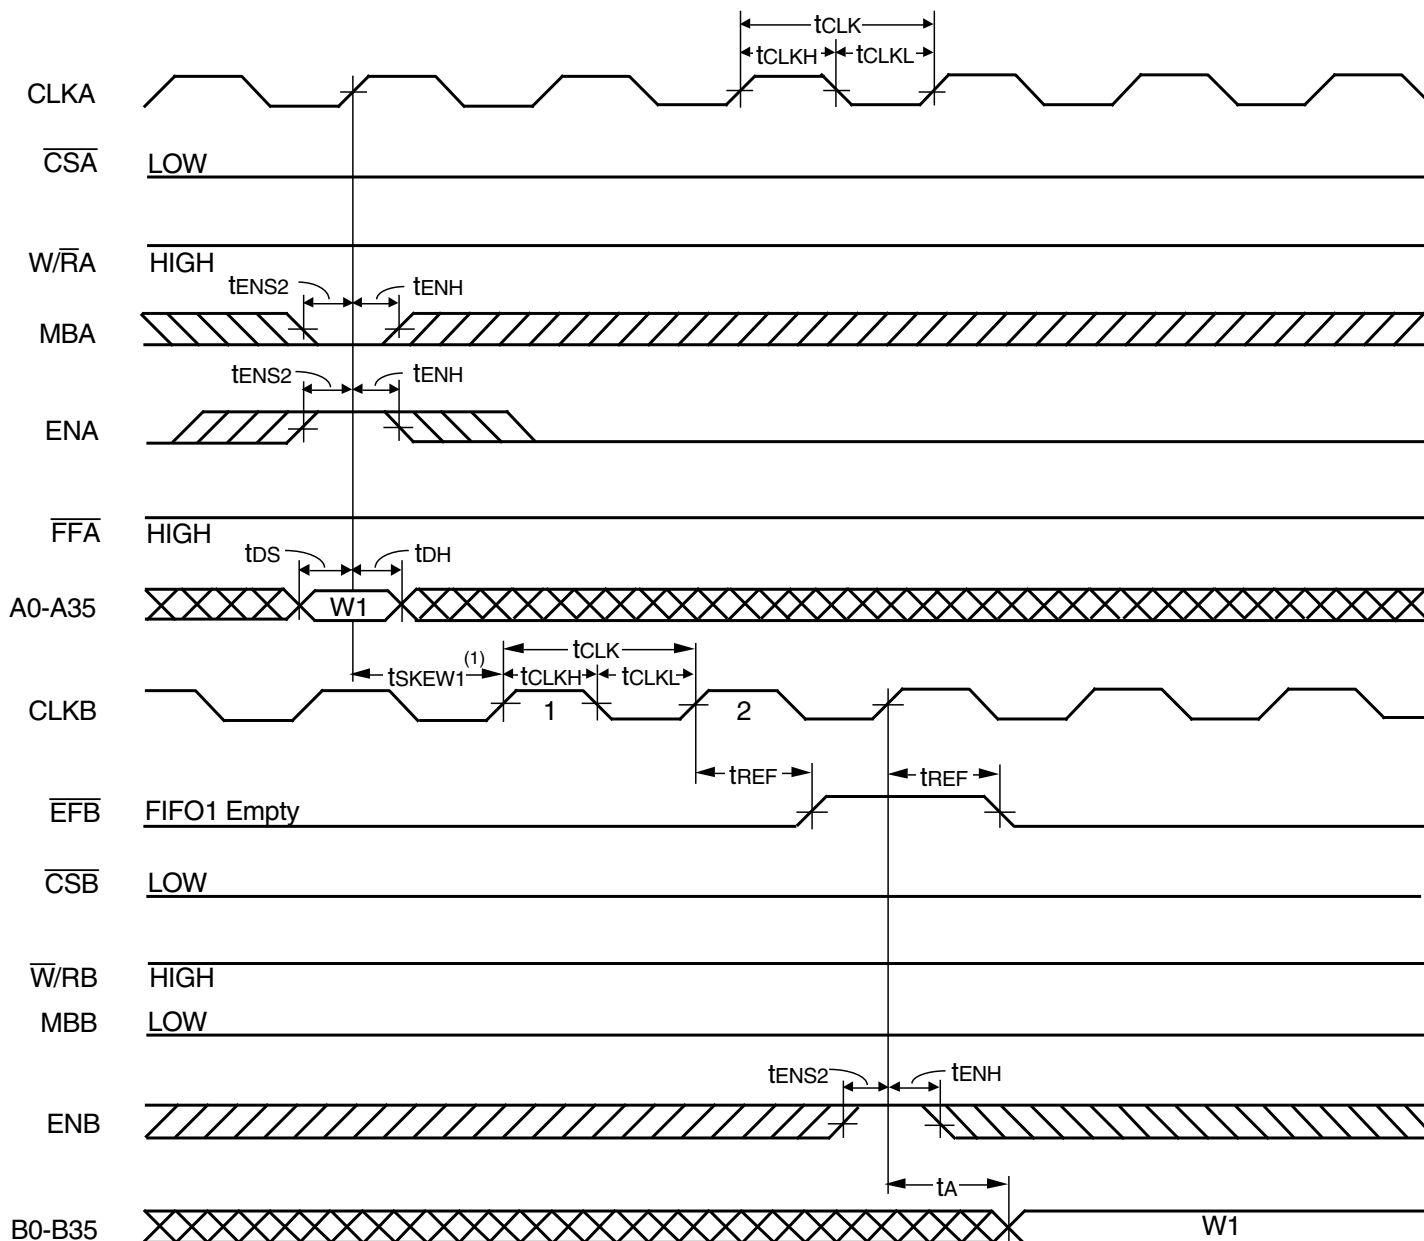 tCLK
tCLKH tCLKL
CLKA
CSA LOW
W/RA HIGH
tENS2 tENH
MBA
tENS2 tENH
ENA
FFA HIGH
tDS tDH
A0-A35 W1
tCLK
tSKEW1 (1) tCLKH tCLKL
CLKB 1 2
tREF tREF
EFB FIFO1 Empty
CSB LOW
W/RB HIGH
MBB LOW
tENS2 tENH
ENB
tA
B0-B35 W1